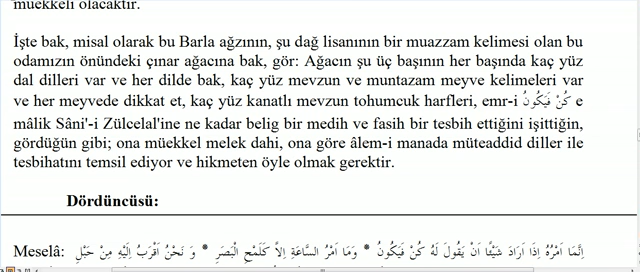 müekkeli olacaktır.
İşte bak, misal olarak bu Barla ağzının, şu dağ lisanının bir muazzam kelimesi olan bu
odamızın önündeki çınar ağacına bak, gör: Ağacın şu üç başının her başında kaç yüz
dal dilleri var ve her dilde bak, kaç yüz mevzun ve muntazam meyve kelimeleri var
ve her meyvede dikkat et, kaç yüz kanatlı mevzun tohumcuk harfleri, emr-i كُنْ فَيَكُونُ e
mâlik Sâni'-i Zülcelal'ine ne kadar belig bir medih ve fasih bir tesbih ettiğini işittiğin,
gördüğün gibi; ona müekkel melek dahi, ona göre âlem-i manada müteaddid diller ile
tesbihatını temsil ediyor ve hikmeten öyle olmak gerektir.
Dördüncüsü:
Meselâ: اِنَّمَا اَمْرُهُ اِذَا اَرَادَ شَيْئًا اَنْ يَقُولَ لَهُ كُنْ فَيَكُونُ * وَمَا اَمْرُ السَّاعَةِ اِلاَّ كَلَمْحِ الْبَصَرِ * وَ نَحْنُ اَقْرَبُ اِلَيْهِ مِنْ حَبْلِ